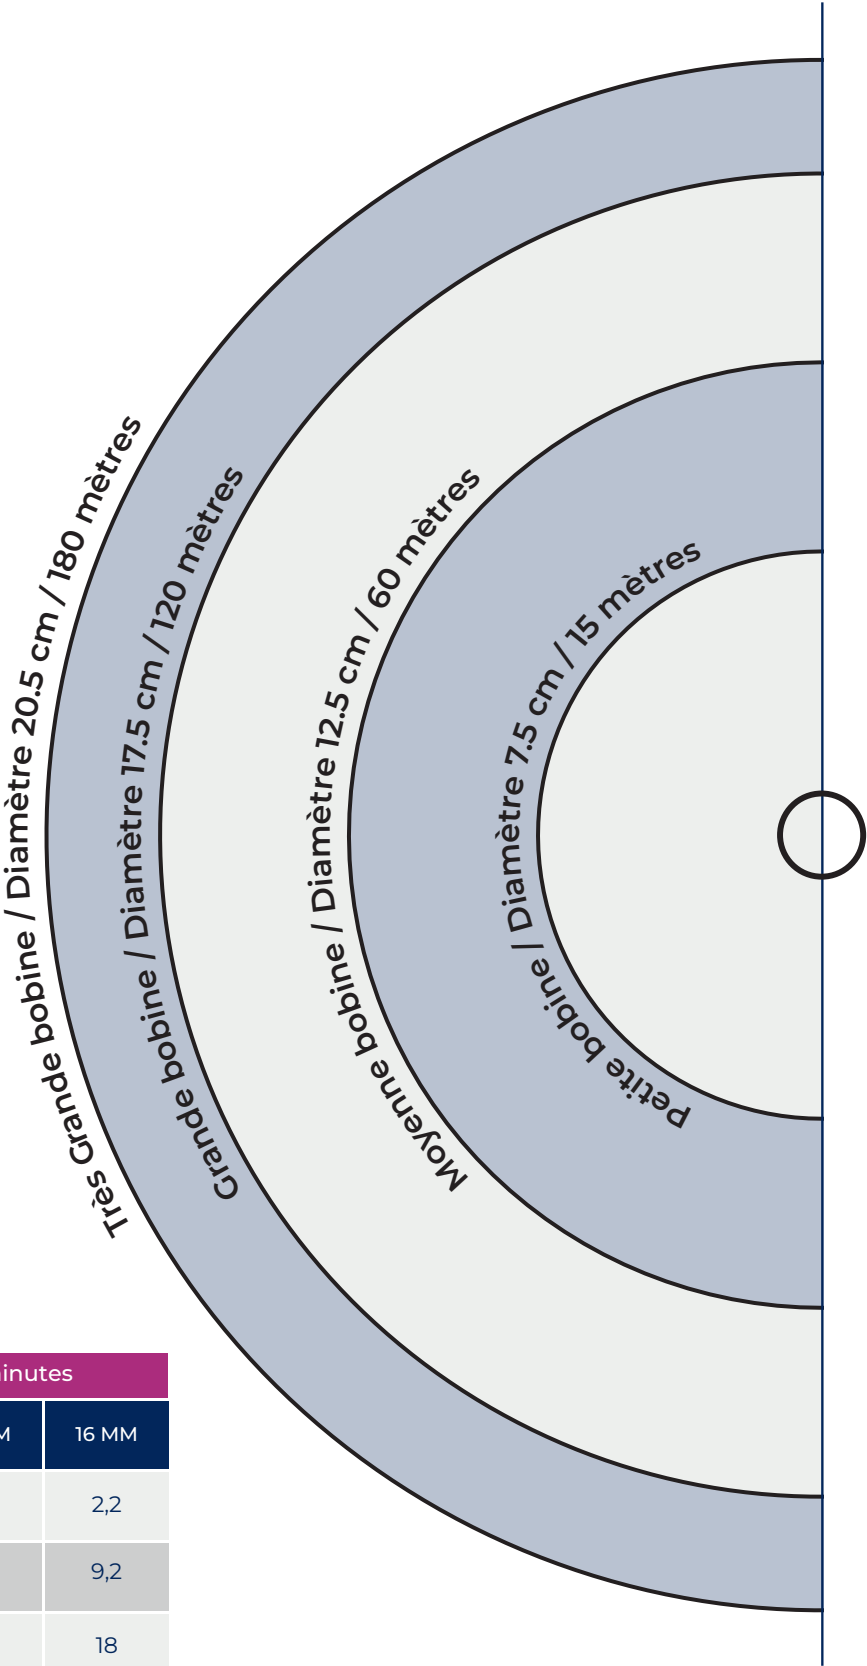 Très Grande bobine / Diamètre 20.5 cm / 180 mètres
Grande bobine / Diamètre 17.5 cm / 120 mètres
Moyenne bobine / Diamètre 12.5 cm / 60 mètres
Petite bobine / Diamètre 7.5 cm / 15 mètres
inutes
M
16 MM
2,2
9,2
18